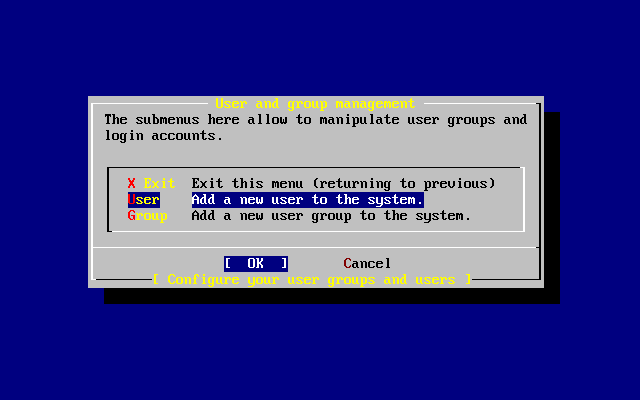 User and group management
The submenus here allow to manipulate user groups and
login accounts.
X Exit  Exit this menu (returning to previous)
User    Add a new user to the system.
Group   Add a new user group to the system.
[  OK  ]       Cancel
[ Configure your user groups and users ]